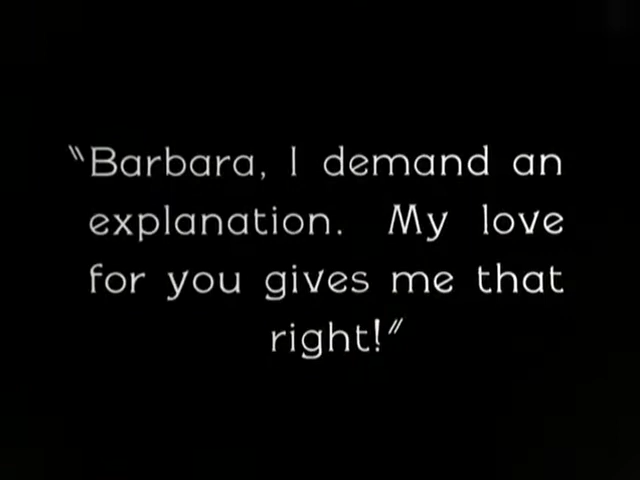 "Barbara, I demand an
explanation. My love
for you gives me that
right!"